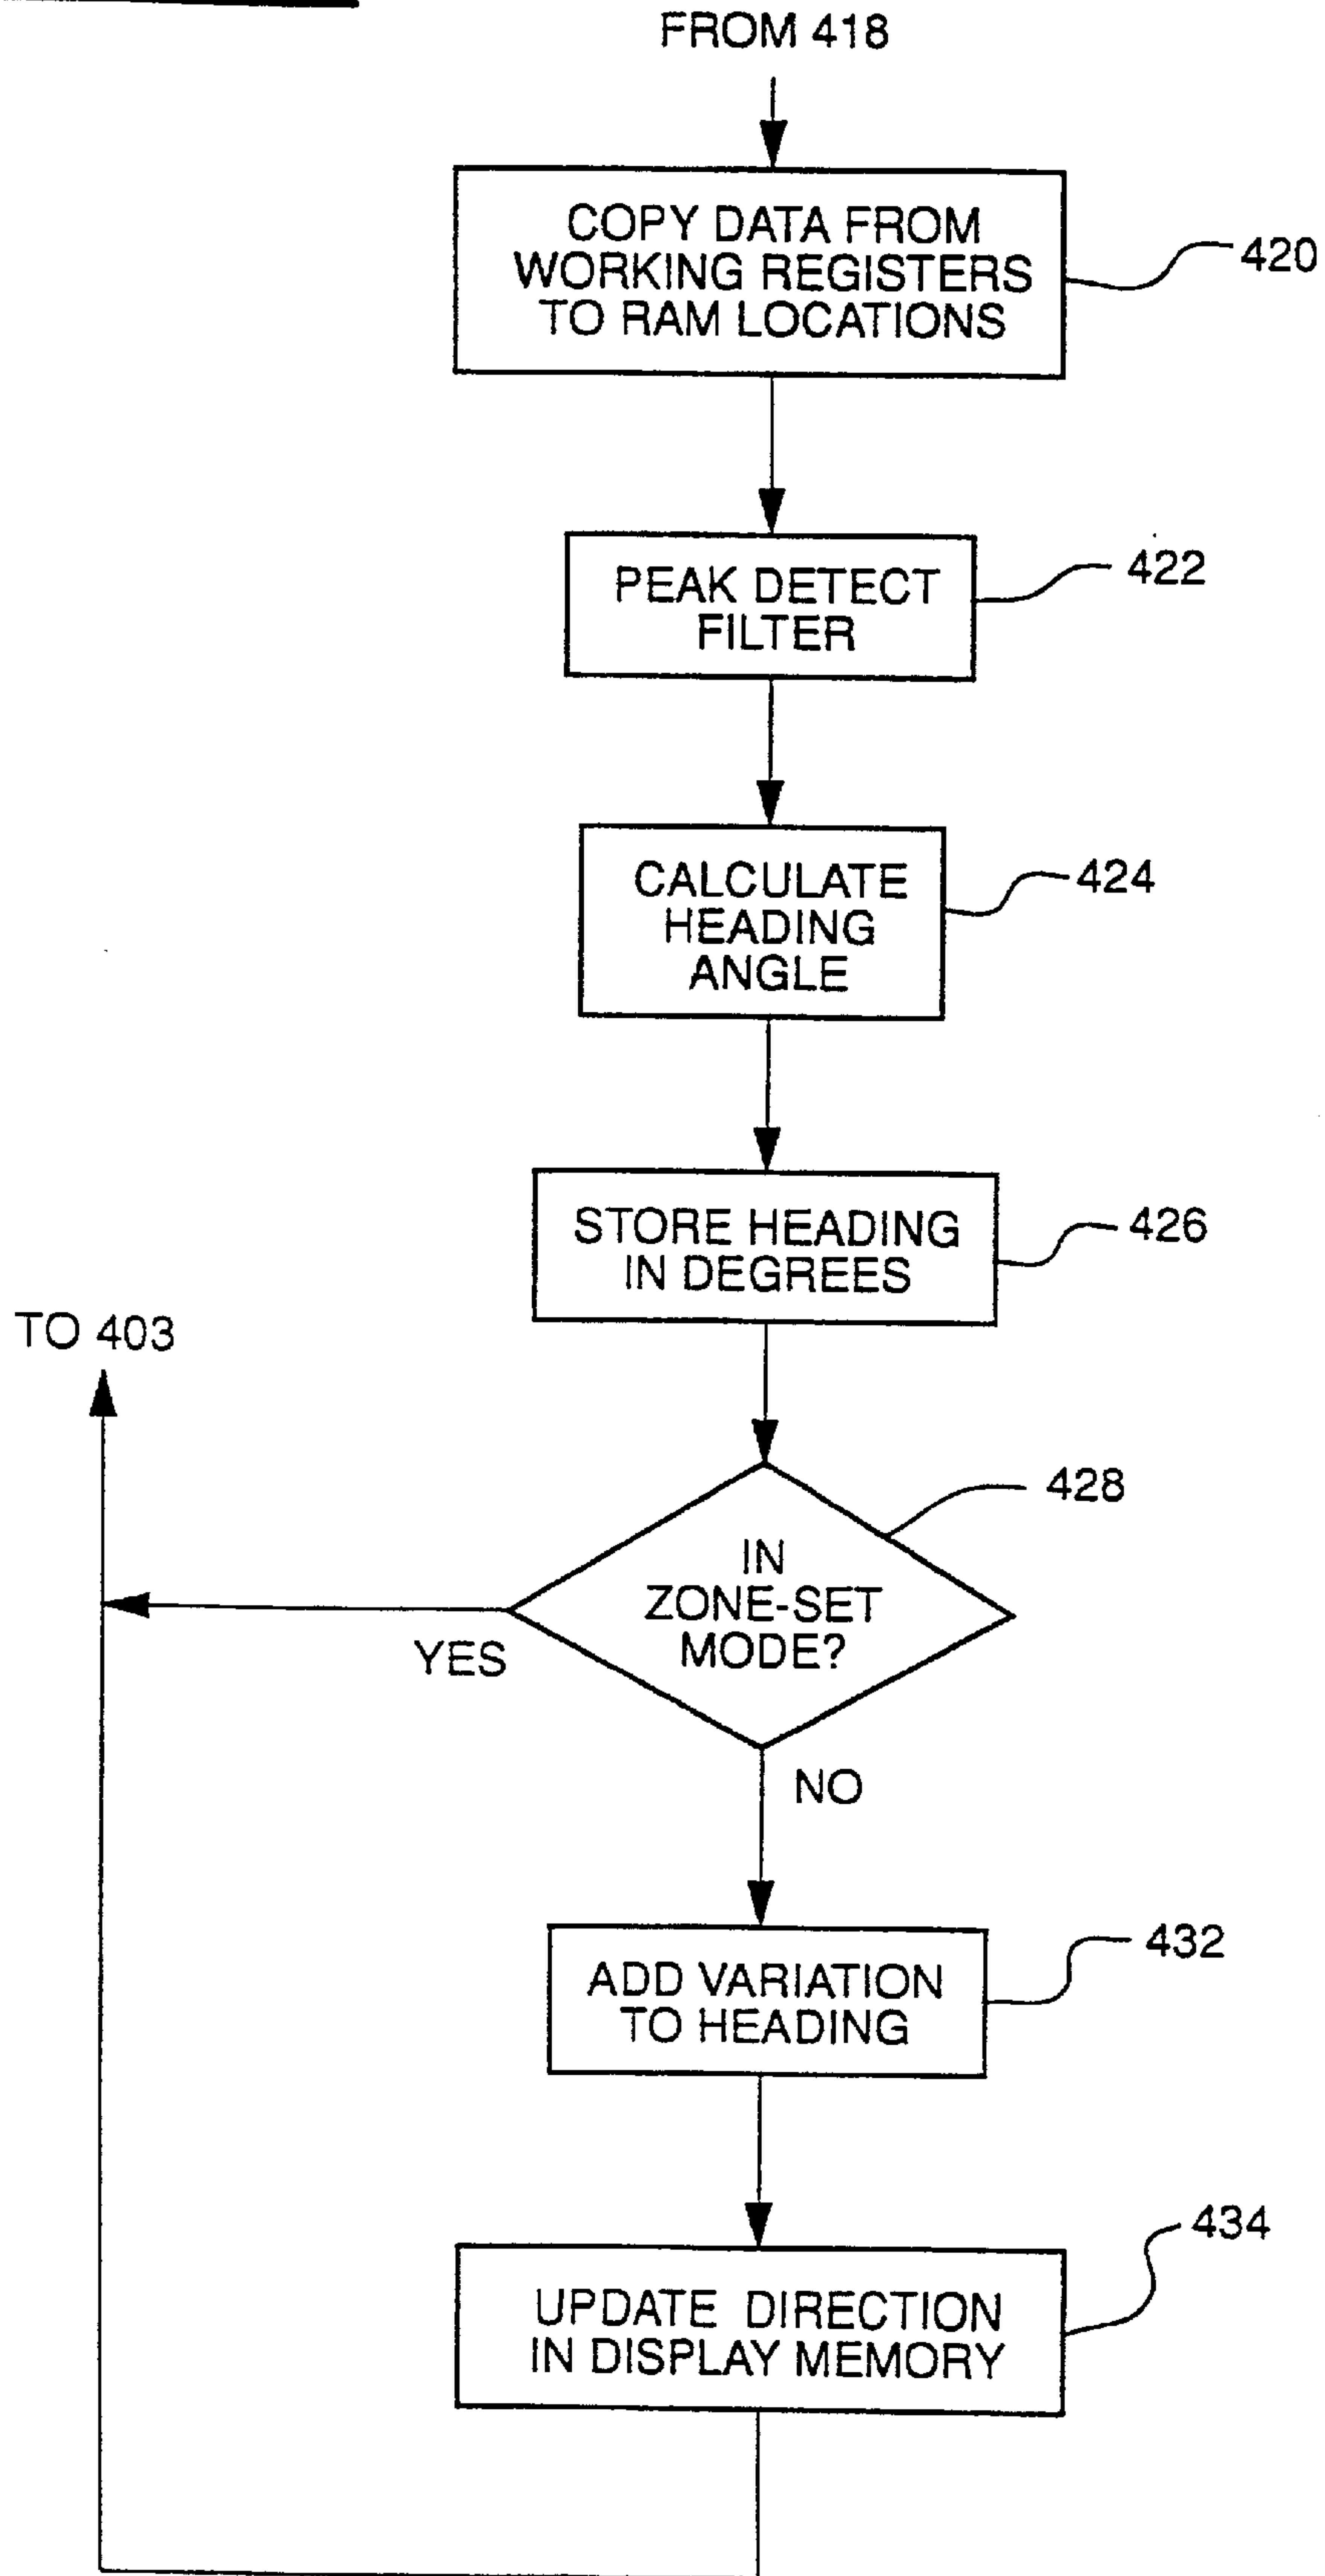 FROM 418
COPY DATA FROM
WORKING REGISTERS
TO RAM LOCATIONS
420
PEAK DETECT
FILTER
422
CALCULATE
HEADING
ANGLE
424
STORE HEADING
IN DEGREES
426
TO 403
IN
ZONE-SET
MODE?
428
YES
NO
ADD VARIATION
TO HEADING
432
UPDATE DIRECTION
IN DISPLAY MEMORY
434